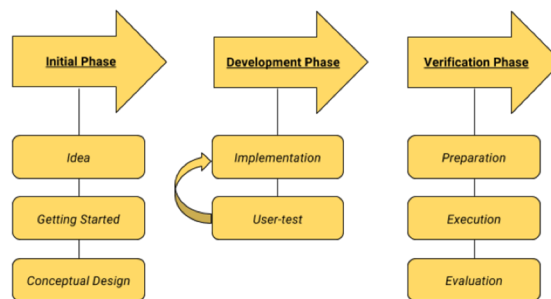 Initial Phase
Development Phase
Verification Phase
Idea
Implementation
Preparation
Getting Started
User-test
Execution
Conceptual Design
Evaluation